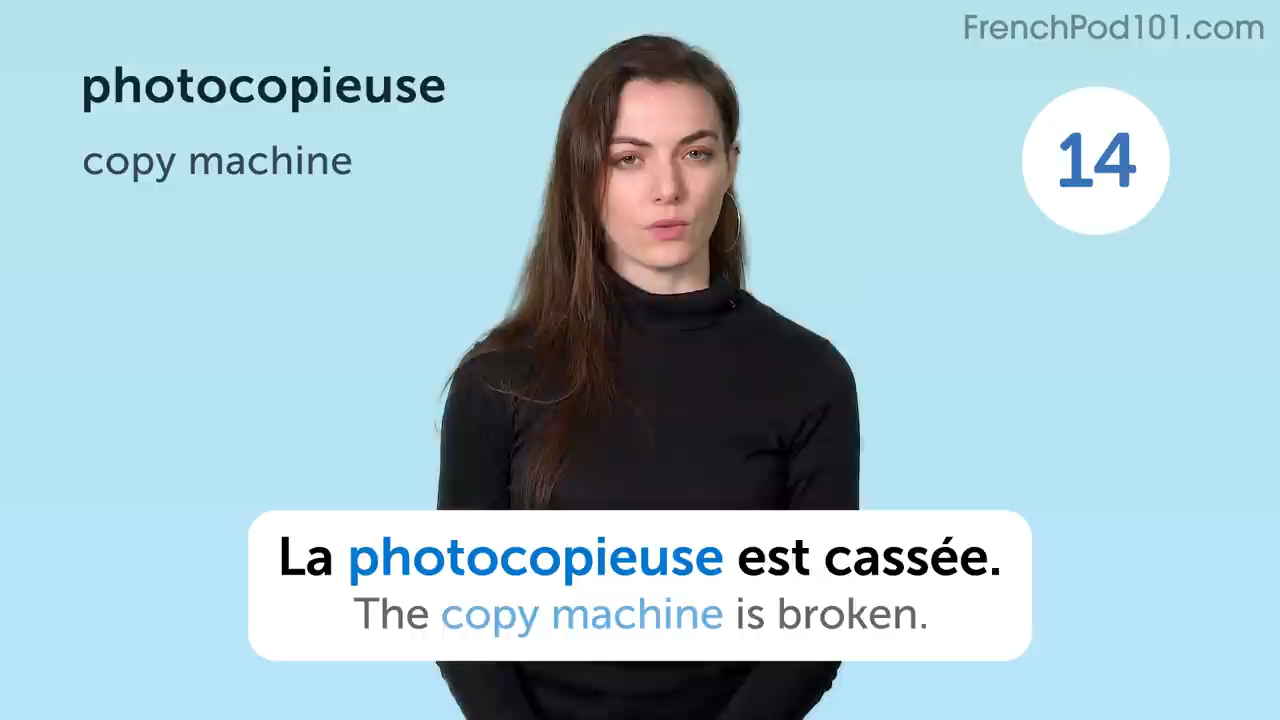 FrenchPod101.com
photocopieuse
copy machine
14
La photocopieuse est cassée.
The copy machine is broken.